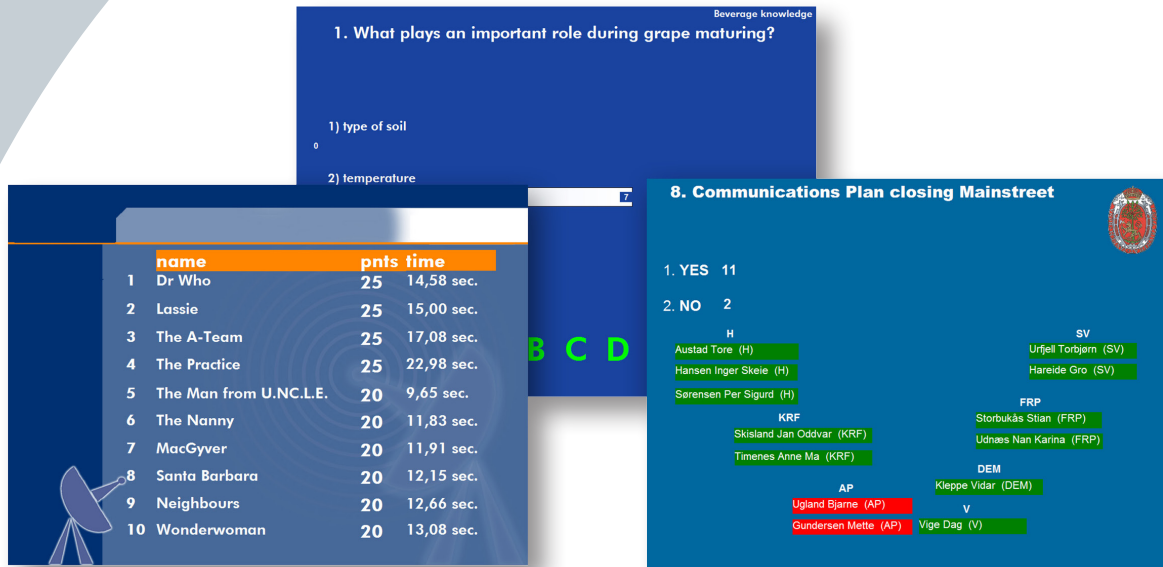 Beverage knowledge
1. What plays an important role during grape maturing?
1) type of soil
0
2) temperature
7
B C D
name pnts time
1 Dr Who 25 14,58 sec.
2 Lassie 25 15,00 sec.
3 The A-Team 25 17,08 sec.
4 The Practice 25 22,98 sec.
5 The Man from U.NC.L.E. 20 9,65 sec.
6 The Nanny 20 11,83 sec.
7 MacGyver 20 11,91 sec.
8 Santa Barbara 20 12,15 sec.
9 Neighbours 20 12,66 sec.
10 Wonderwoman 20 13,08 sec.
8. Communications Plan closing Mainstreet
1. YES 11
2. NO 2
H
Austad Tore (H)
Hansen Inger Skeie (H)
Sørensen Per Sigurd (H)
KRF
Skisland Jan Oddvar (KRF)
Timenes Anne Ma (KRF)
AP
Ugland Bjarne (AP)
Gundersen Mette (AP)
SV
Urfjell Torbjørn (SV)
Hareide Gro (SV)
FRP
Storbukås Stian (FRP)
Udnæs Nan Karina (FRP)
DEM
Kleppe Vidar (DEM)
V
Vige Dag (V)